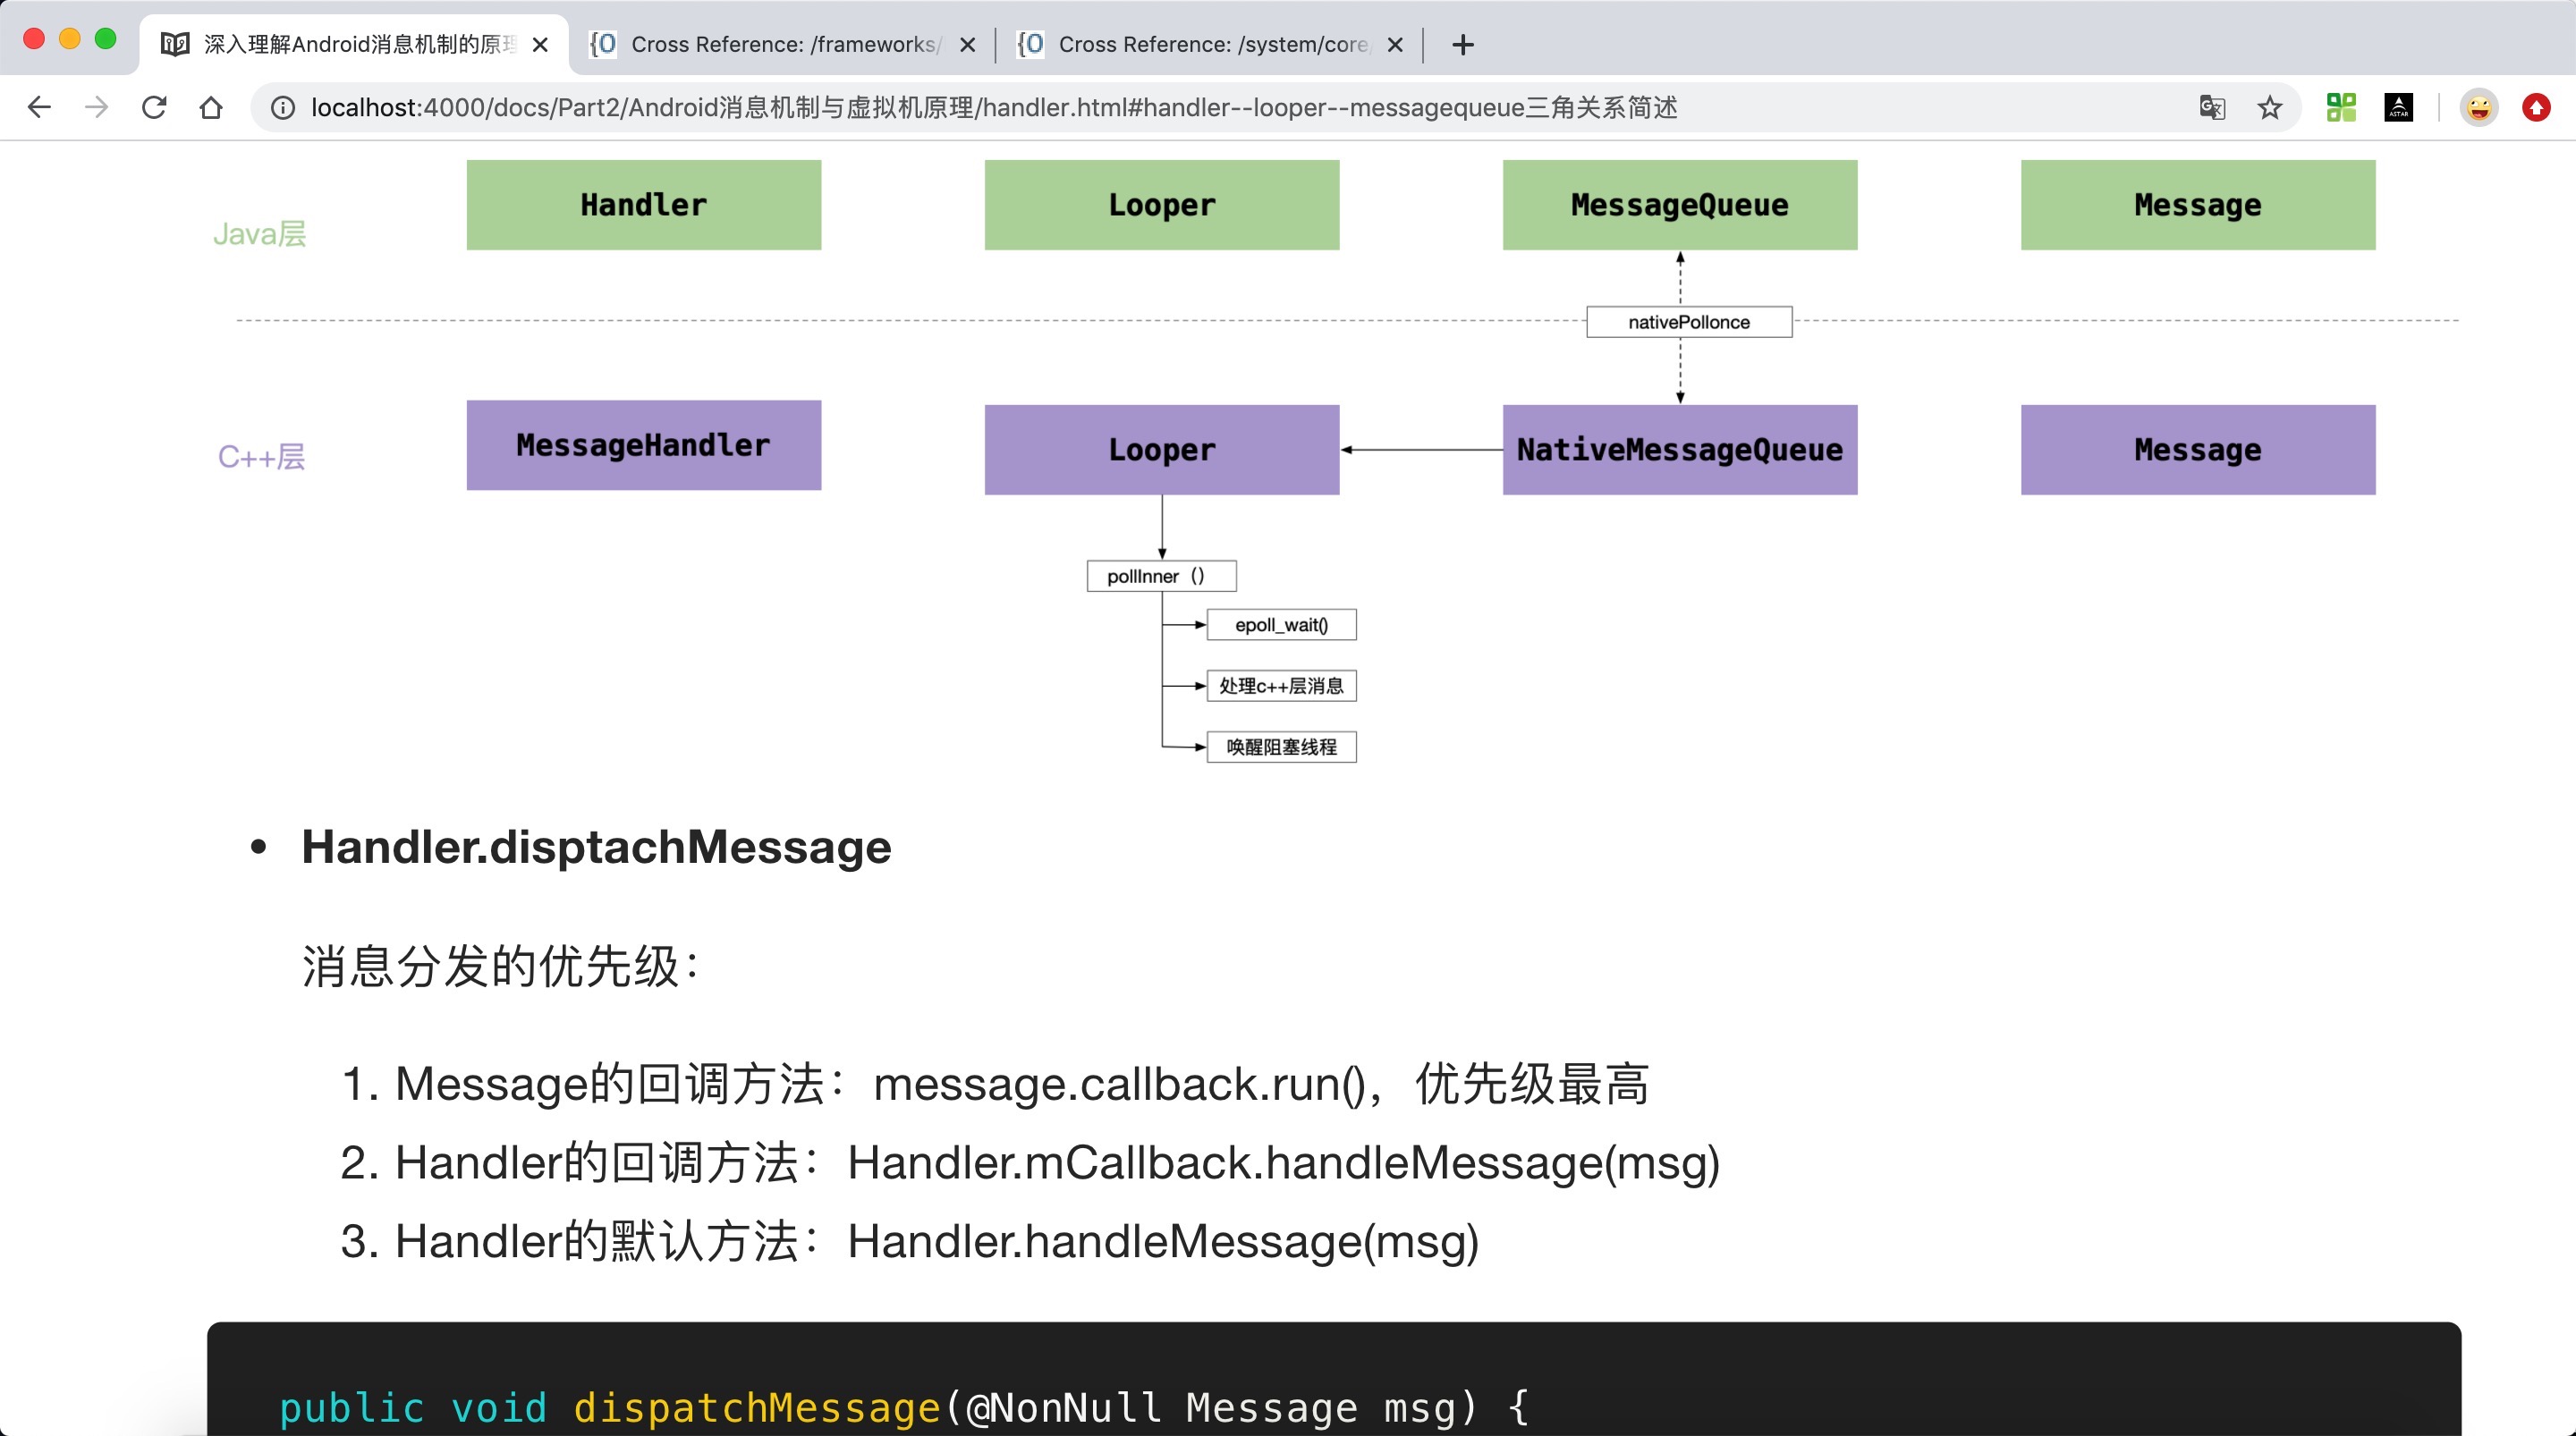 深入理解Android消息机制的原理
Cross Reference: /frameworks/
Cross Reference: /system/core/
localhost:4000/docs/Part2/Android消息机制与虚拟机原理/handler.html#handler--looper--messagequeue三角关系简述
ASTAR
Java层
Handler
Looper
MessageQueue
Message
nativePollonce
C++层
MessageHandler
Looper
NativeMessageQueue
Message
pollInner（）
epoll_wait()
处理c++层消息
唤醒阻塞线程
• Handler.disptachMessage
消息分发的优先级：
1. Message的回调方法：message.callback.run()，优先级最高
2. Handler的回调方法：Handler.mCallback.handleMessage(msg)
3. Handler的默认方法：Handler.handleMessage(msg)
public void dispatchMessage(@NonNull Message msg) {